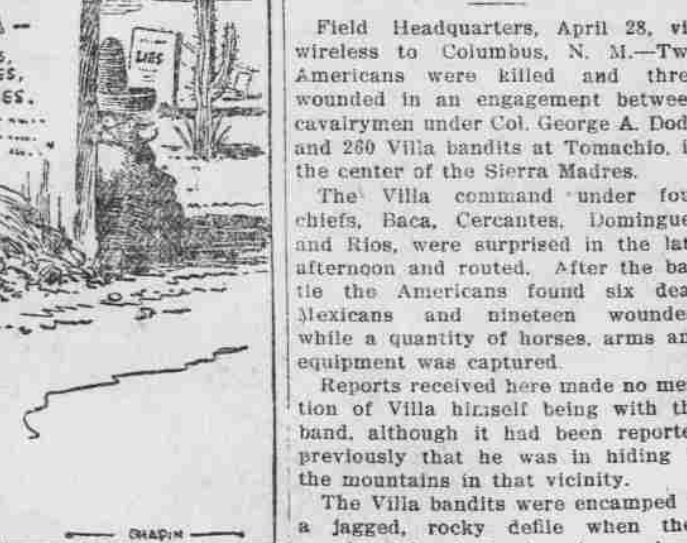 LIES
ES.
CHAPIN
Field Headquarters, April 28, vi
wireless to Columbus, N. M.—Tw
Americans were killed and thre
wounded in an engagement betwee
cavalrymen under Col. George A. Dod
and 260 Villa bandits at Tomachio, i
the center of the Sierra Madres.
The Villa command under fou
chiefs, Baca, Cercantes, Domingue
and Rios, were surprised in the lat
afternoon and routed. After the ba
tle the Americans found six dea
Mexicans and nineteen wounde
while a quantity of horses, arms an
equipment was captured.
Reports received here made no me
tion of Villa himself being with th
band, although it had been reporte
previously that he was in hiding
the mountains in that vicinity.
The Villa bandits were encamped
a jagged, rocky defile when the